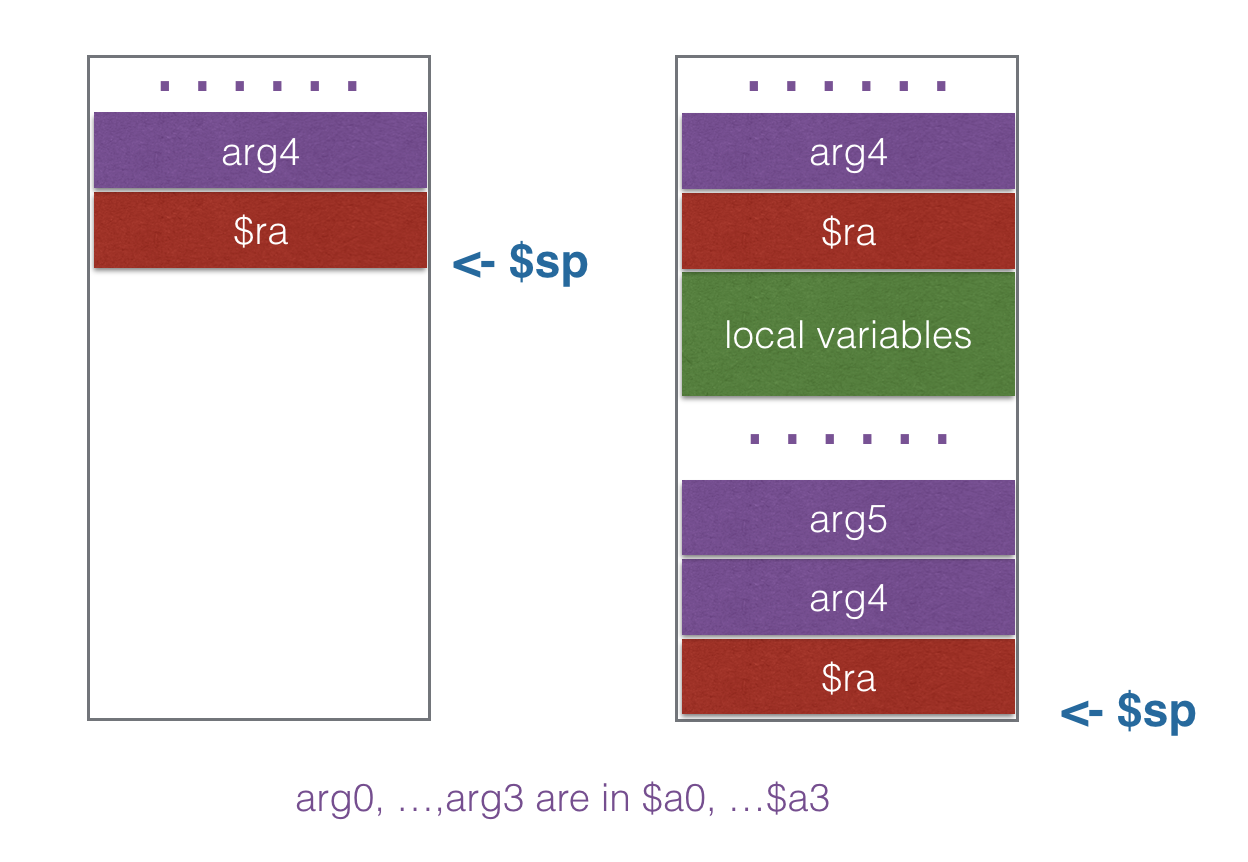 ......
arg4
$ra
<- $sp
......
arg4
$ra
local variables
......
arg5
arg4
$ra
<- $sp
arg0, …,arg3 are in $a0, …$a3